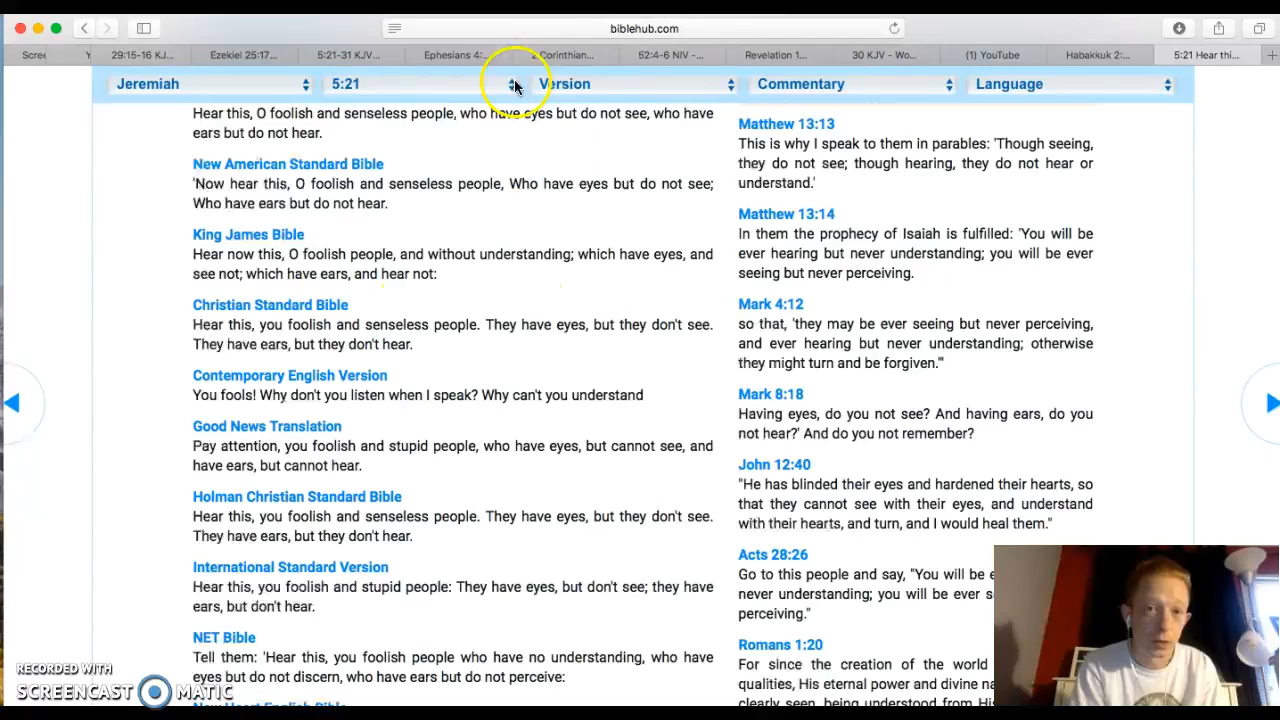 biblehub.com
Scre
Y
29:15-16 KJ...
Ezekiel 25:17...
5:21-31 KJV...
Ephesians 4:
Corinthian...
52:4-6 NIV -...
Revelation 1...
30 KJV - Wo...
(1) YouTube
Habakkuk 2:...
5:21 Hear thi...
Jeremiah
5:21
Version
Commentary
Language
Hear this, O foolish and senseless people, who have eyes but do not see, who have
ears but do not hear.
New American Standard Bible
'Now hear this, O foolish and senseless people, Who have eyes but do not see;
Who have ears but do not hear.
King James Bible
Hear now this, O foolish people, and without understanding; which have eyes, and
see not; which have ears, and hear not:
Christian Standard Bible
Hear this, you foolish and senseless people. They have eyes, but they don't see.
They have ears, but they don't hear.
Contemporary English Version
You fools! Why don't you listen when I speak? Why can't you understand
Good News Translation
Pay attention, you foolish and stupid people, who have eyes, but cannot see, and
have ears, but cannot hear.
Holman Christian Standard Bible
Hear this, you foolish and senseless people. They have eyes, but they don't see.
They have ears, but they don't hear.
International Standard Version
Hear this, you foolish and stupid people: They have eyes, but don't see; they have
ears, but don't hear.
NET Bible
Tell them: 'Hear this, you foolish people who have no understanding, who have
eyes but do not discern, who have ears but do not perceive:
New Heart English Bible
Matthew 13:13
This is why I speak to them in parables: 'Though seeing,
they do not see; though hearing, they do not hear or
understand.'
Matthew 13:14
In them the prophecy of Isaiah is fulfilled: 'You will be
ever hearing but never understanding; you will be ever
seeing but never perceiving.
Mark 4:12
so that, 'they may be ever seeing but never perceiving,
and ever hearing but never understanding; otherwise
they might turn and be forgiven.'"
Mark 8:18
Having eyes, do you not see? And having ears, do you
not hear?' And do you not remember?
John 12:40
"He has blinded their eyes and hardened their hearts, so
that they cannot see with their eyes, and understand
with their hearts, and turn, and I would heal them."
Acts 28:26
Go to this people and say, "You will be e
never understanding; you will be ever s
perceiving."
Romans 1:20
For since the creation of the world
qualities, His eternal power and divine na
clearly seen, being understood from His
RECORDED WITH
SCREENCAST MATIC